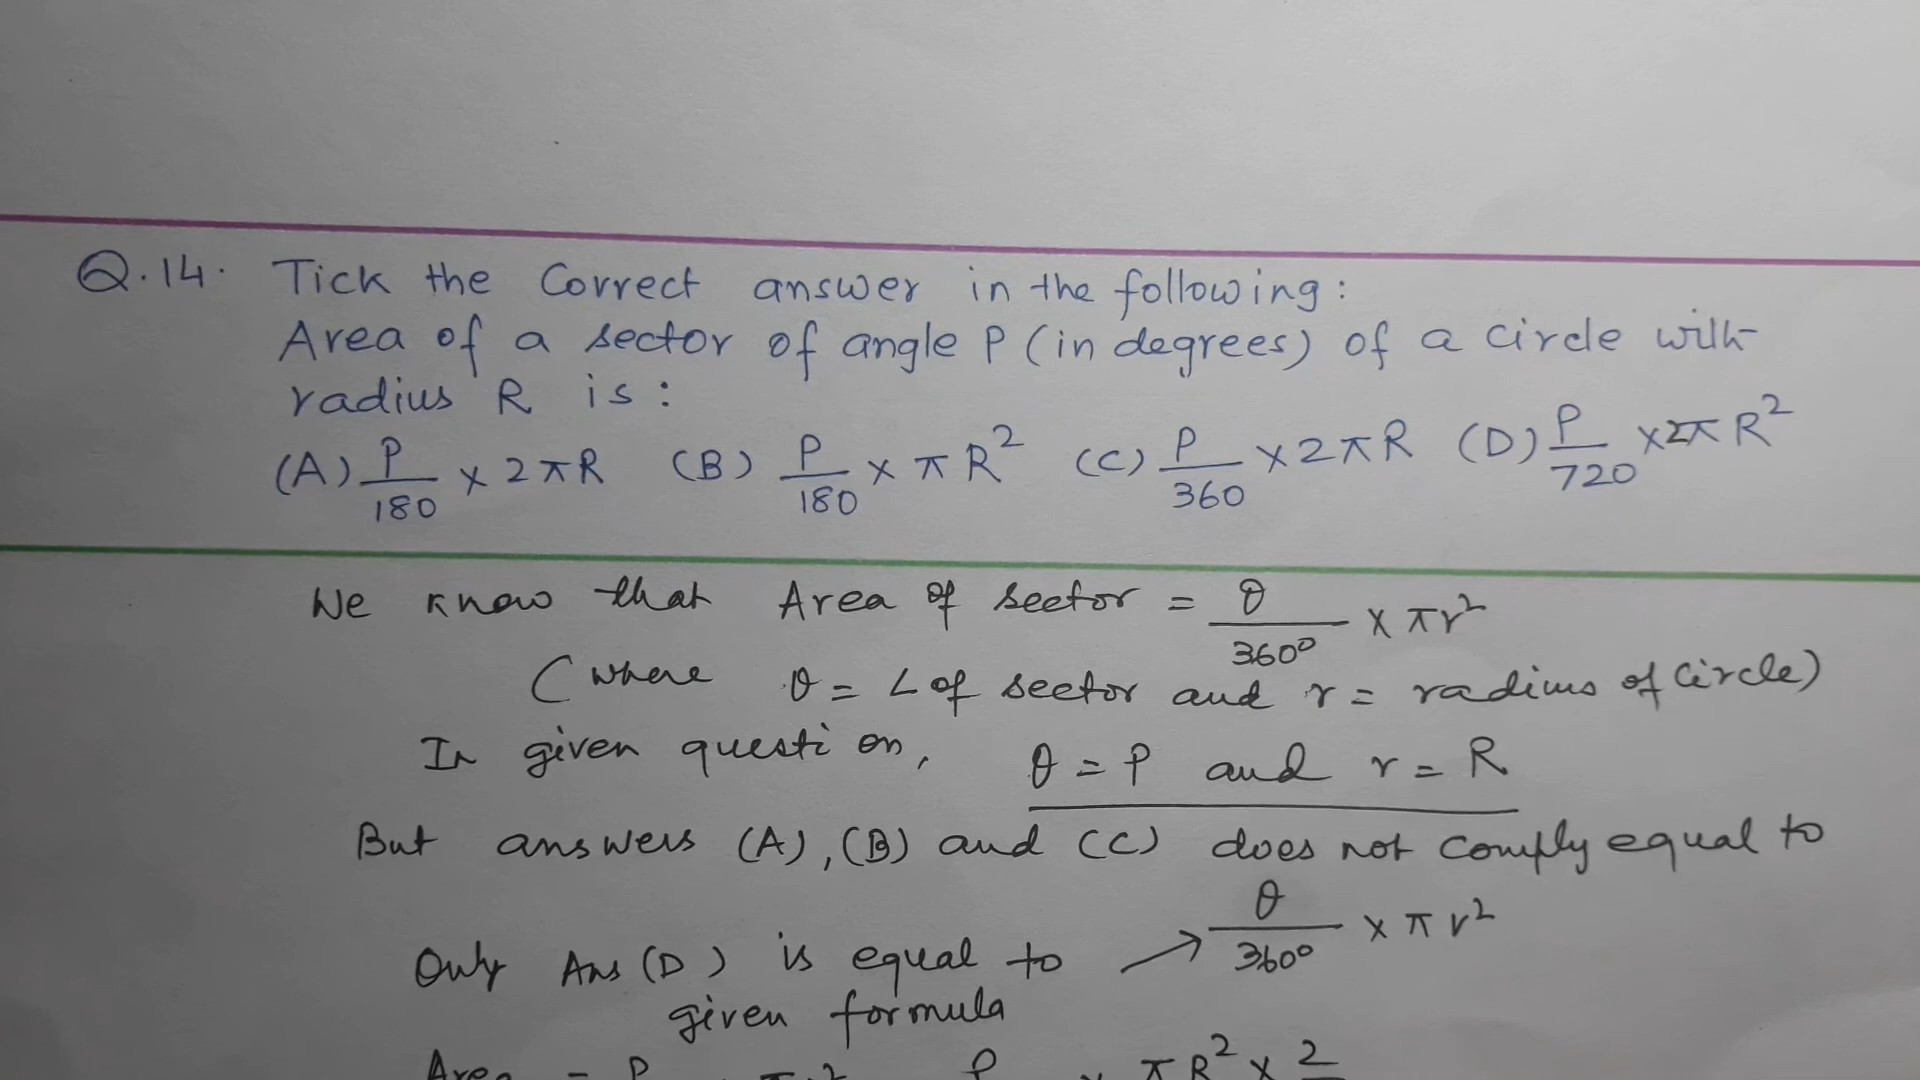 Q.14. Tick the Correct answer in the following:
Area of a sector of angle P (in degrees) of a circle with
radius R is:
(A) P/180 × 2πR (B) P/180 × πR² (C) P/360 × 2πR (D) P/720 × 2πR²
We know that Area of sector = θ/360° × πr²
(where θ = ∠ of sector and r = radius of Circle)
In given question, θ = P and r = R
But answers (A), (B) and (C) does not comply equal to
θ/360° × πr²
Only Ans (D) is equal to →
given formula
Area = P πR² × 2